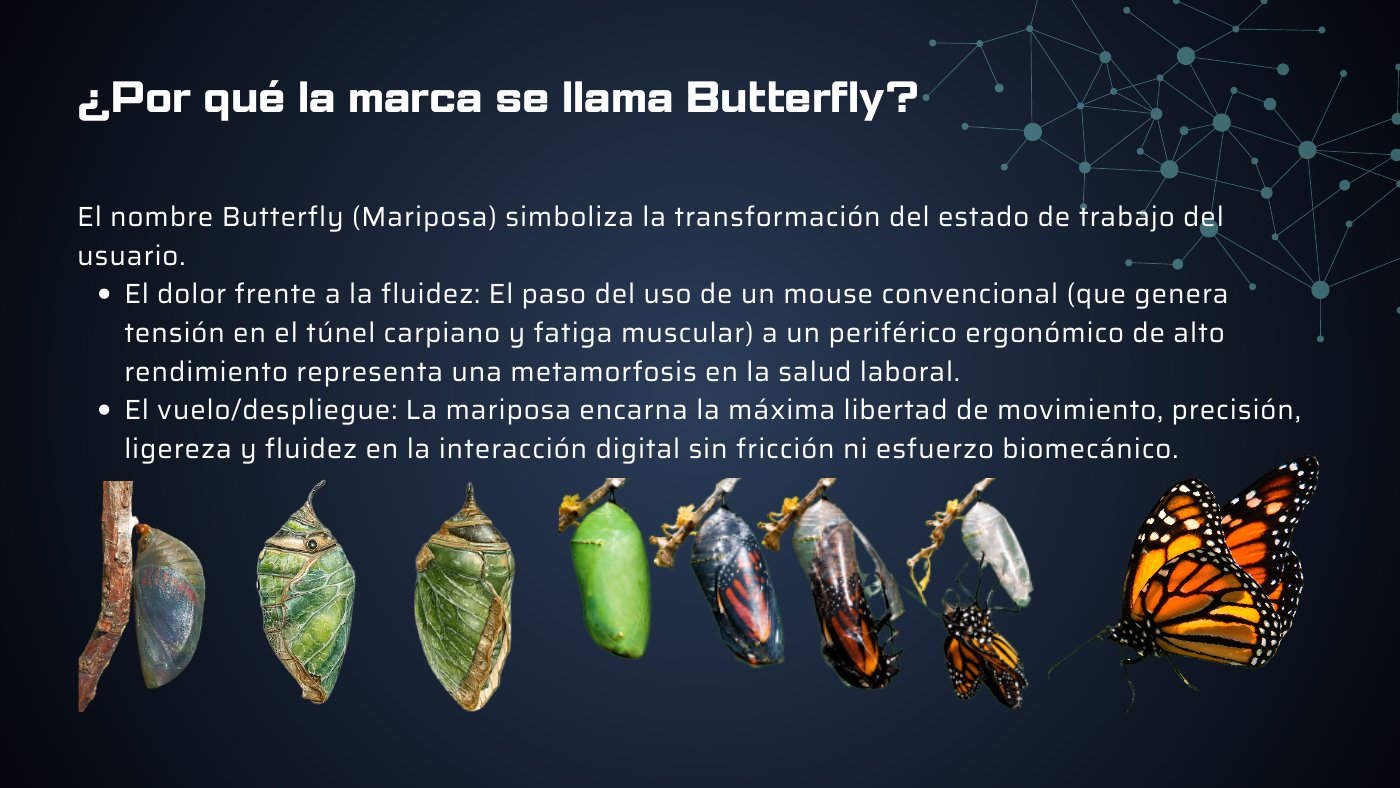 ¿Por qué la marca se llama Butterfly?
El nombre Butterfly (Mariposa) simboliza la transformación del estado de trabajo del
usuario.
• El dolor frente a la fluidez: El paso del uso de un mouse convencional (que genera
tensión en el túnel carpiano y fatiga muscular) a un periférico ergonómico de alto
rendimiento representa una metamorfosis en la salud laboral.
• El vuelo/despliegue: La mariposa encarna la máxima libertad de movimiento, precisión,
ligereza y fluidez en la interacción digital sin fricción ni esfuerzo biomecánico.